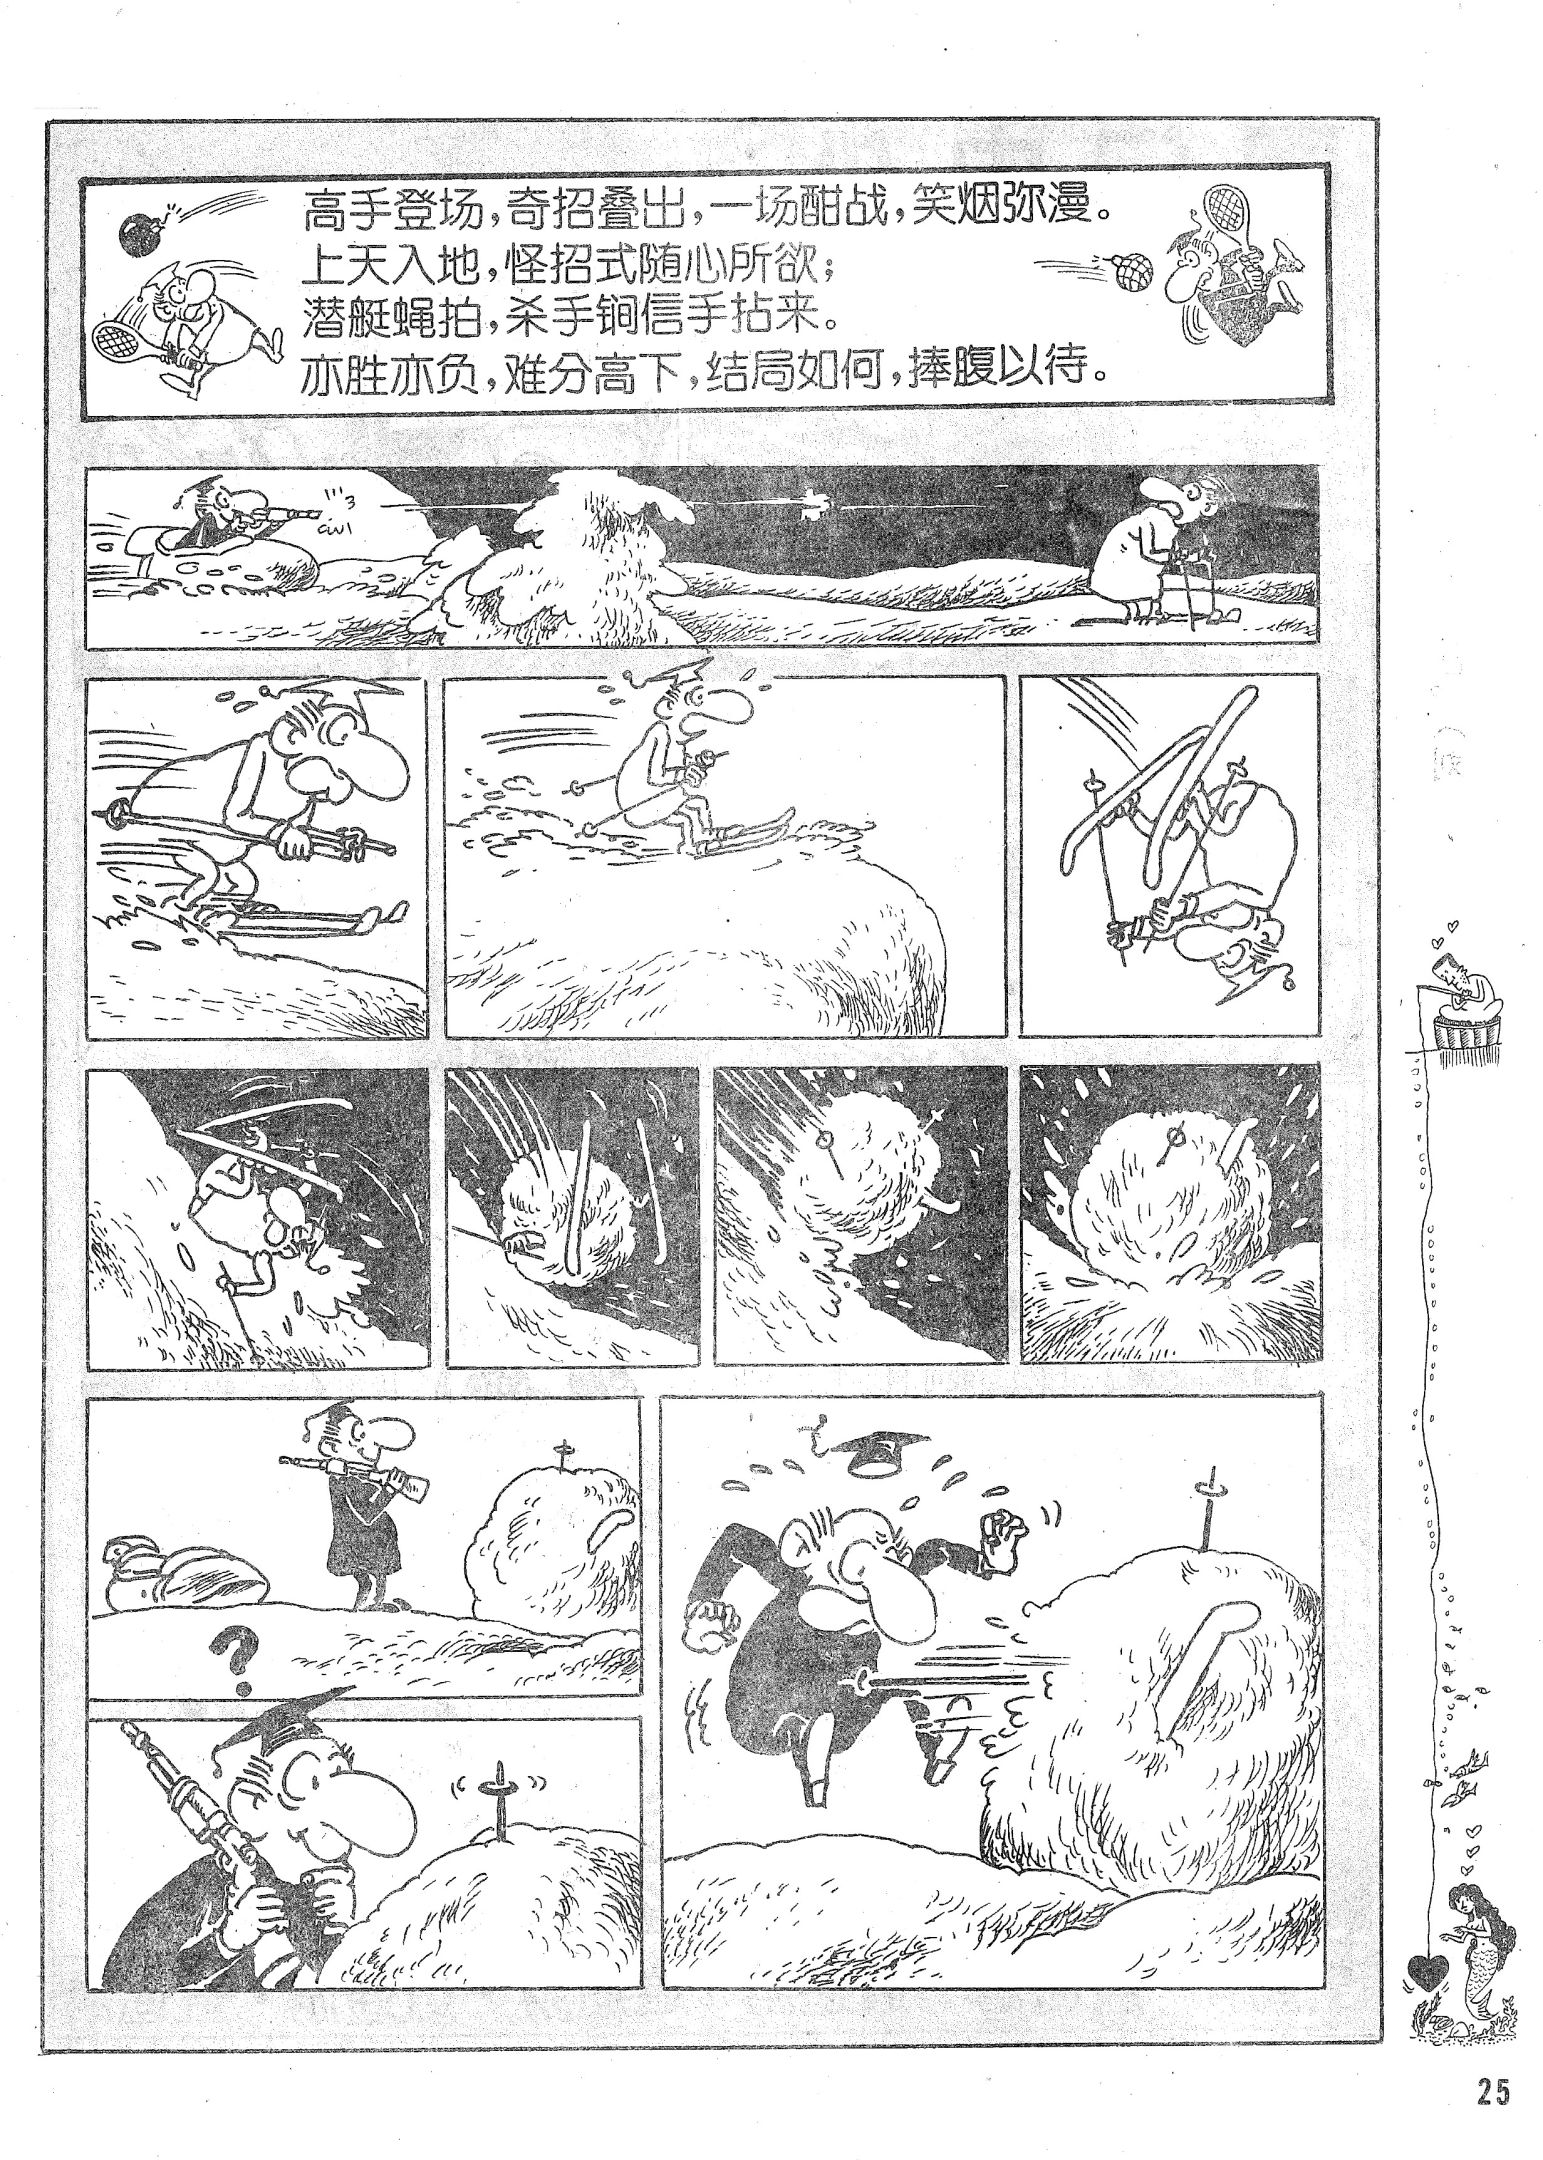 高手登场,奇招叠出,一场酣战,笑烟弥漫。
上天入地,怪招式随心所欲;
潜艇蝇拍,杀手锏信手拈来。
亦胜亦负,难分高下,结局如何,捧腹以待。
?
25